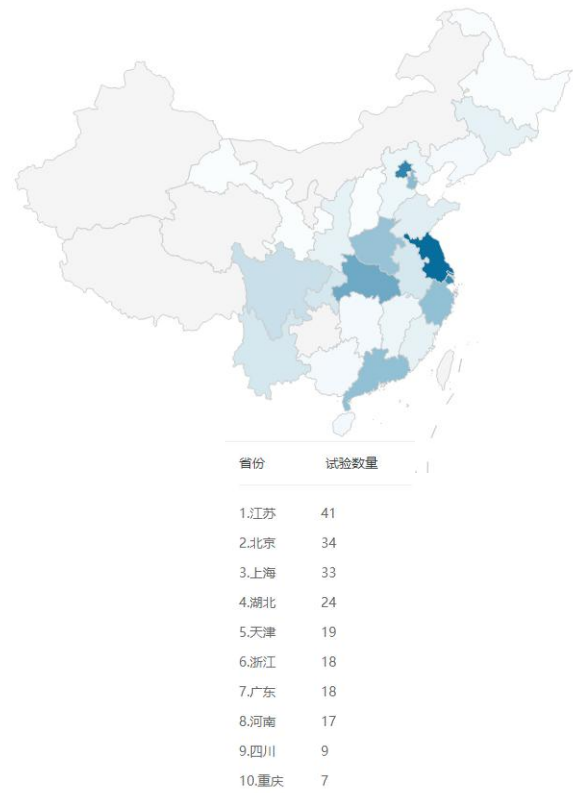 省份 试验数量
1.江苏 41
2.北京 34
3.上海 33
4.湖北 24
5.天津 19
6.浙江 18
7.广东 18
8.河南 17
9.四川 9
10.重庆 7